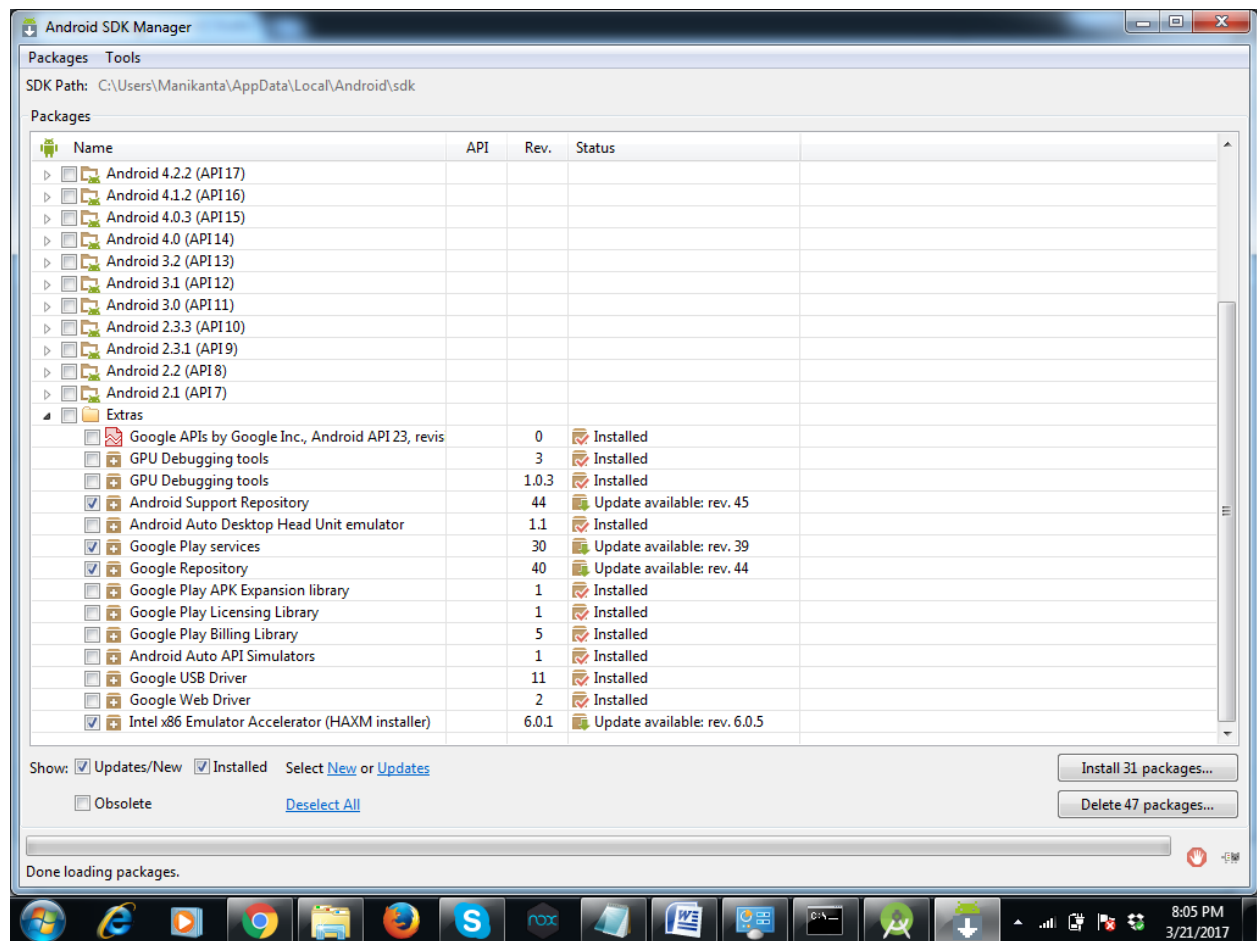 Android SDK Manager
Packages Tools
SDK Path: C:\Users\Manikanta\AppData\Local\Android\sdk
Packages
Name API Rev. Status
Android 4.2.2 (API 17)
Android 4.1.2 (API 16)
Android 4.0.3 (API 15)
Android 4.0 (API 14)
Android 3.2 (API 13)
Android 3.1 (API 12)
Android 3.0 (API 11)
Android 2.3.3 (API 10)
Android 2.3.1 (API 9)
Android 2.2 (API 8)
Android 2.1 (API 7)
Extras
Google APIs by Google Inc., Android API 23, revis 0 Installed
GPU Debugging tools 3 Installed
GPU Debugging tools 1.0.3 Installed
Android Support Repository 44 Update available: rev. 45
Android Auto Desktop Head Unit emulator 1.1 Installed
Google Play services 30 Update available: rev. 39
Google Repository 40 Update available: rev. 44
Google Play APK Expansion library 1 Installed
Google Play Licensing Library 1 Installed
Google Play Billing Library 5 Installed
Android Auto API Simulators 1 Installed
Google USB Driver 11 Installed
Google Web Driver 2 Installed
Intel x86 Emulator Accelerator (HAXM installer) 6.0.1 Update available: rev. 6.0.5
Show: Updates/New Installed Select New or Updates Install 31 packages...
Obsolete Deselect All Delete 47 packages...
Done loading packages.
nox
C:\
8:05 PM
3/21/2017